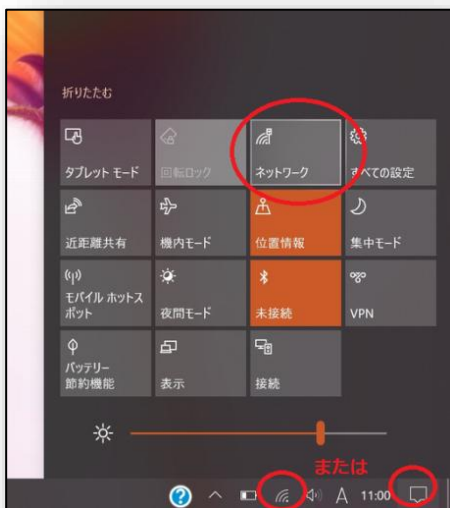 折りたたむ
タブレット モード
回転ロック
ネットワーク
すべての設定
近距離共有
機内モード
位置情報
集中モード
モバイル ホットス
ポット
夜間モード
未接続
VPN
バッテリー
節約機能
表示
接続
または
? A 11:00